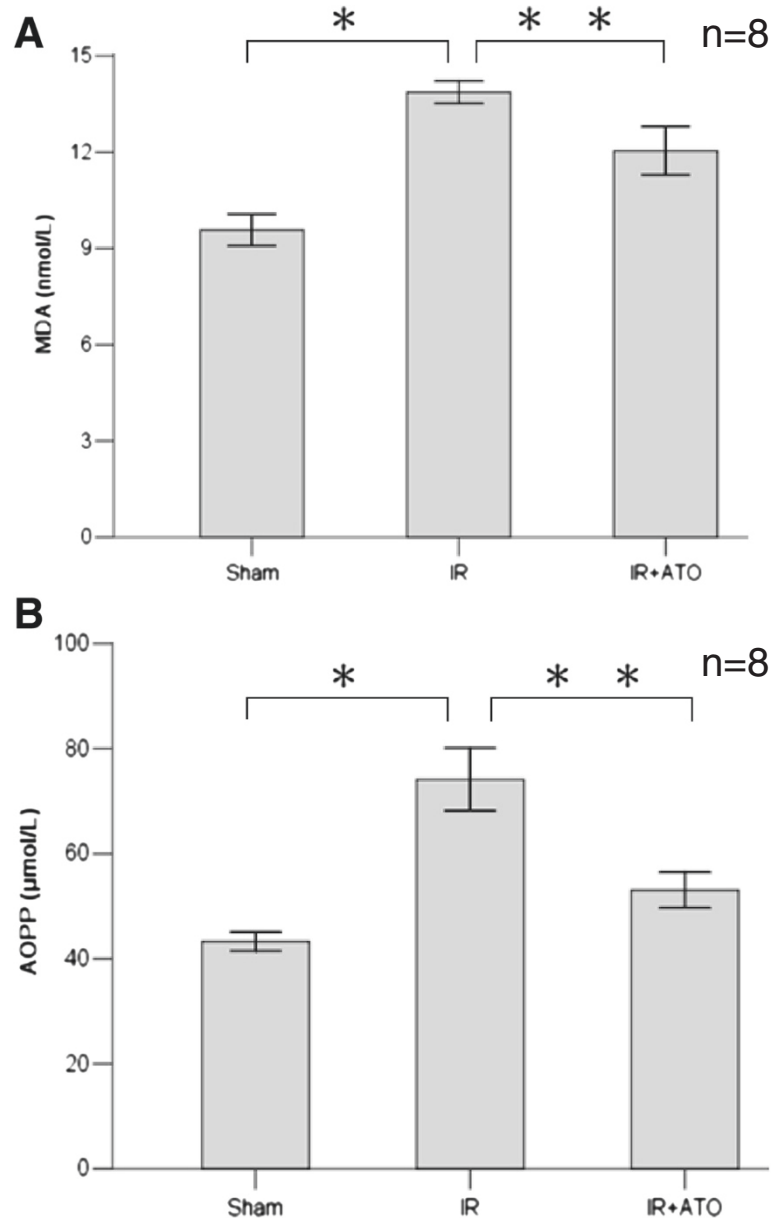 A
* * * n=8
15
12
9
6
3
0
MDA (nmol/L)
Sham IR IR+ATO
B
100
n=8
* * *
80
60
40
20
0
AOPP (µmol/L)
Sham IR IR+ATO